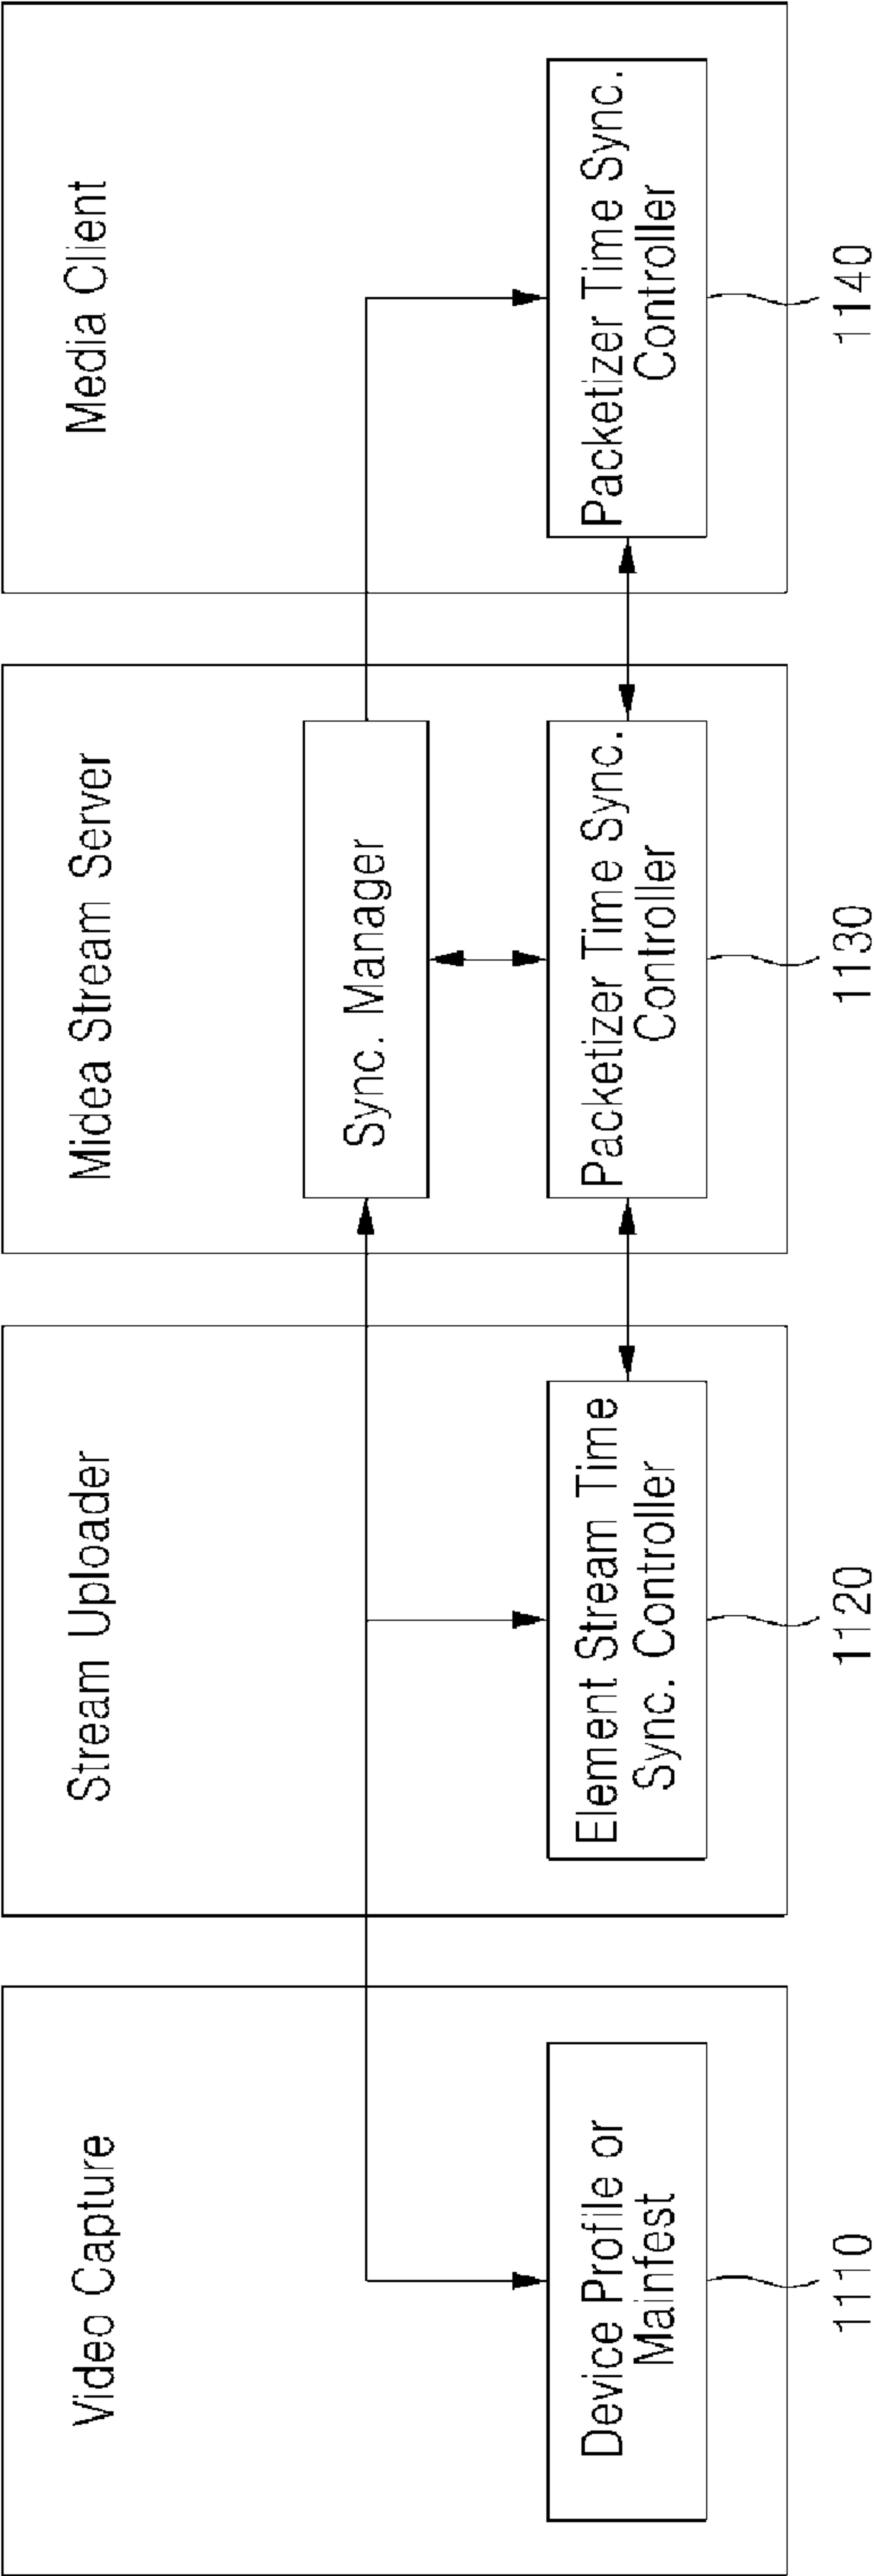 Video Capture
Device Profile or
Mainfest
1110
Stream Uploader
Element Stream Time
Sync. Controller
1120
Midea Stream Server
Sync. Manager
Packetizer Time Sync.
Controller
1130
Media Client
Packetizer Time Sync.
Controller
1140